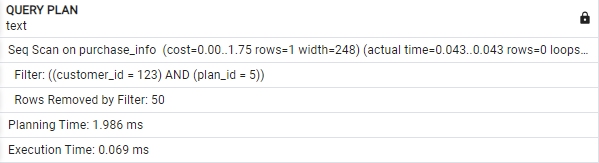 QUERY PLAN
text
Seq Scan on purchase_info (cost=0.00..1.75 rows=1 width=248) (actual time=0.043..0.043 rows=0 loops...
Filter: ((customer_id = 123) AND (plan_id = 5))
Rows Removed by Filter: 50
Planning Time: 1.986 ms
Execution Time: 0.069 ms